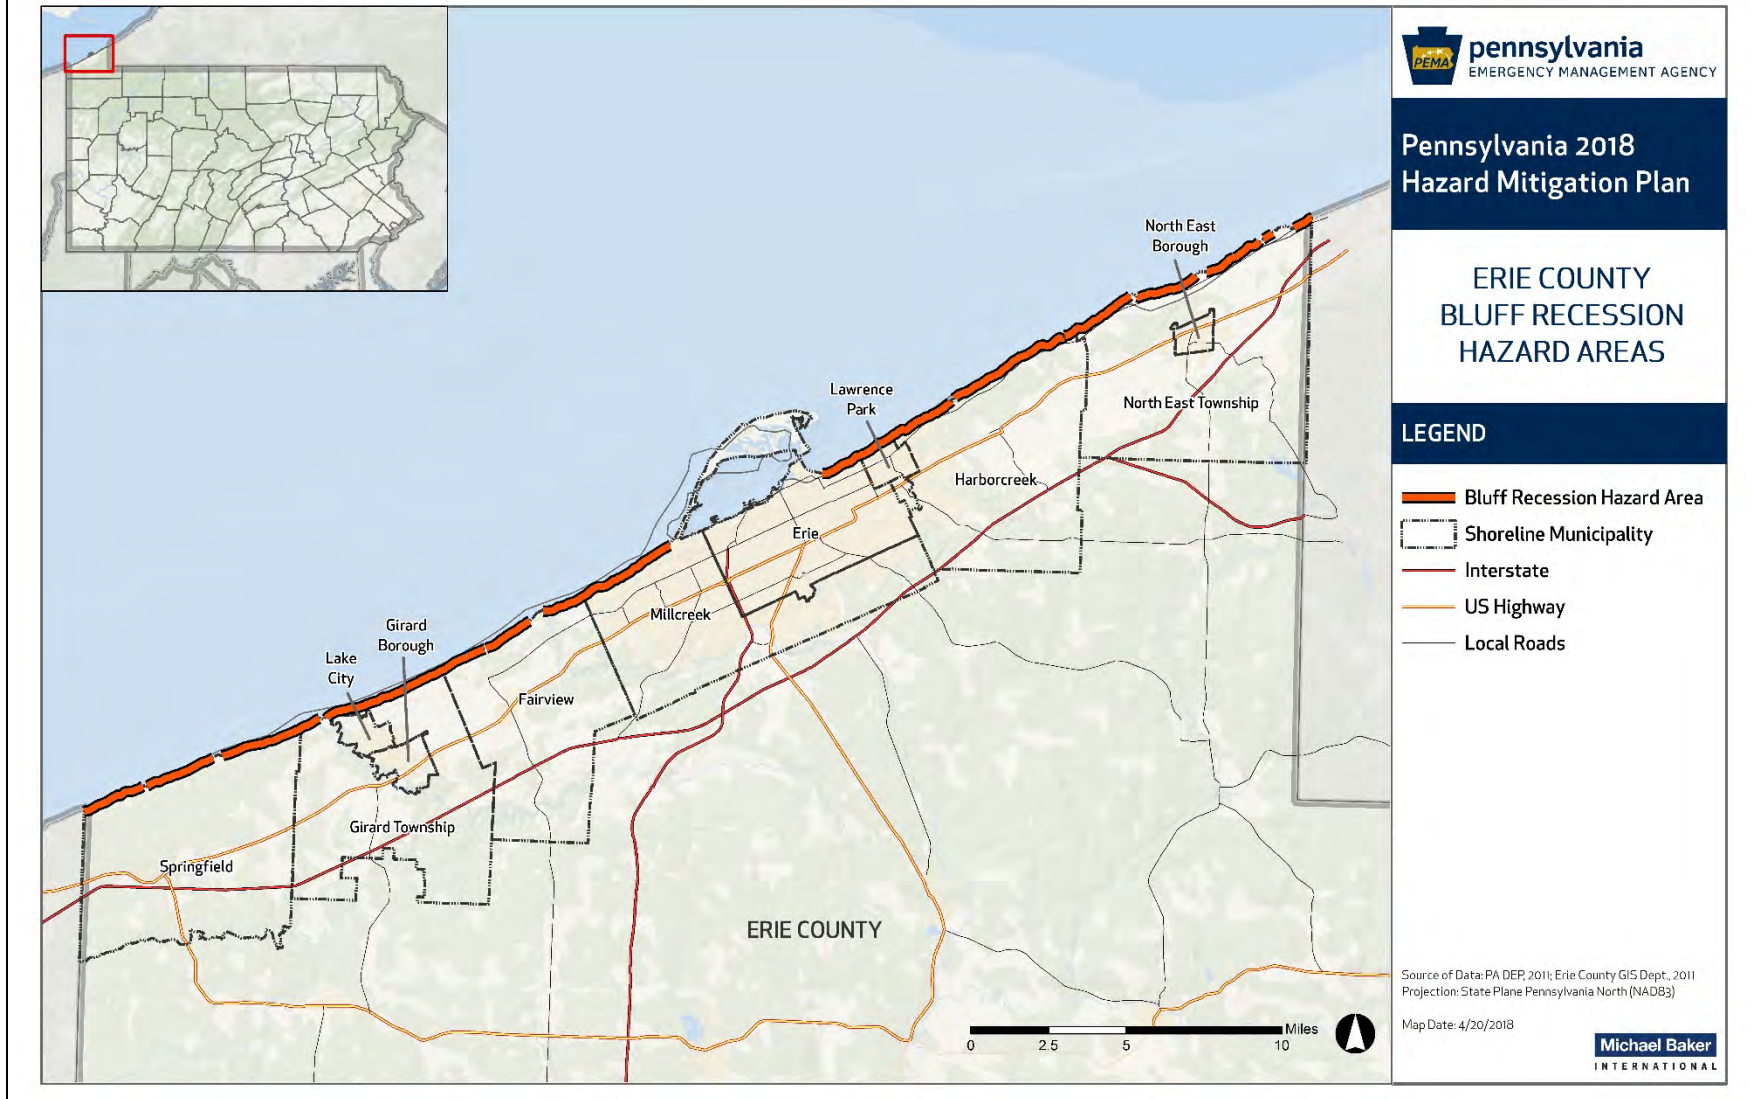 PEMA
pennsylvania
EMERGENCY MANAGEMENT AGENCY
Pennsylvania 2018
Hazard Mitigation Plan
ERIE COUNTY
BLUFF RECESSION
HAZARD AREAS
LEGEND
Bluff Recession Hazard Area
Shoreline Municipality
Interstate
US Highway
Local Roads
North East
Borough
Lawrence
Park
North East Township
Harborcreek
Erie
Millcreek
Girard
Borough
Lake
City
Fairview
Girard Township
Springfield
ERIE COUNTY
Miles
0 2.5 5 10
Source of Data: PA DEP, 2011; Erie County GIS Dept., 2011
Projection: State Plane Pennsylvania North (NAD83)
Map Date: 4/20/2018
Michael Baker
INTERNATIONAL